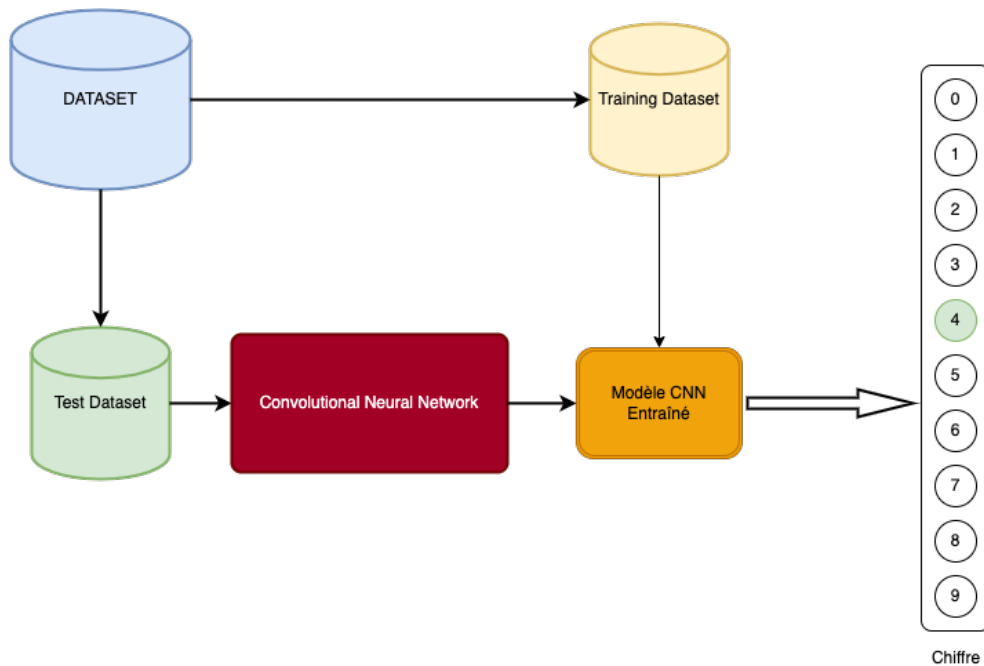 DATASET
Training Dataset
Test Dataset
Convolutional Neural Network
Modèle CNN
Entraîné
0
1
2
3
4
5
6
7
8
9
Chiffre